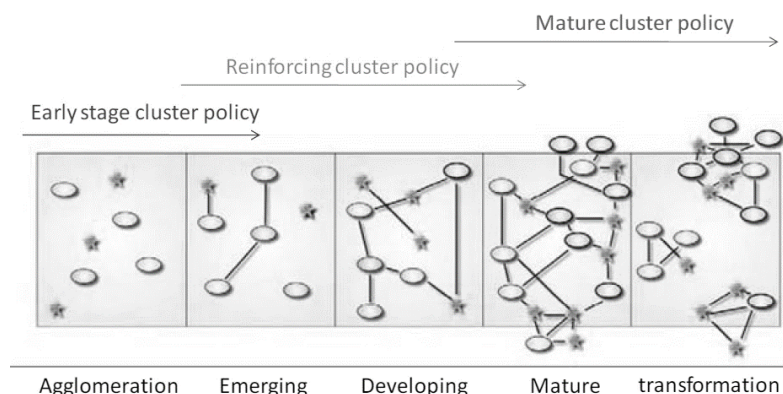 Mature cluster policy
Reinforcing cluster policy
Early stage cluster policy
Agglomeration Emerging Developing Mature transformation